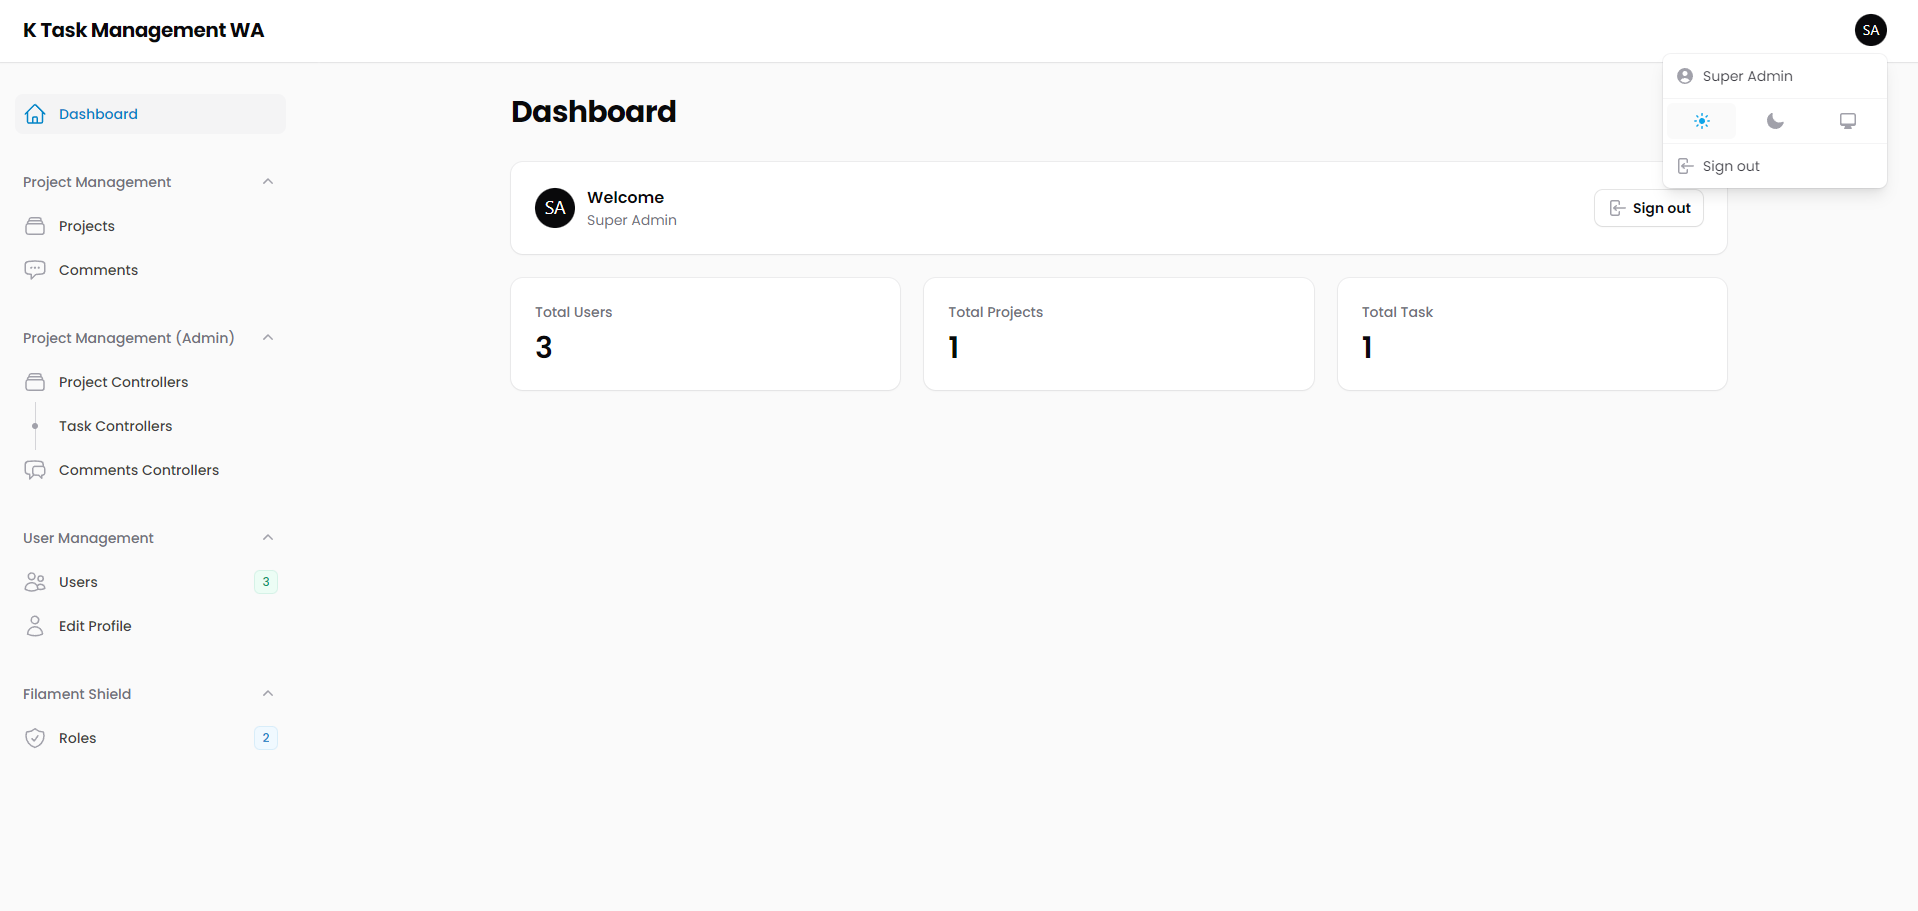 K Task Management WA
SA
Super Admin
Sign out
Dashboard
Project Management
Projects
Comments
Project Management (Admin)
Project Controllers
Task Controllers
Comments Controllers
User Management
Users 3
Edit Profile
Filament Shield
Roles 2
Dashboard
SA
Welcome
Super Admin
Sign out
Total Users
3
Total Projects
1
Total Task
1